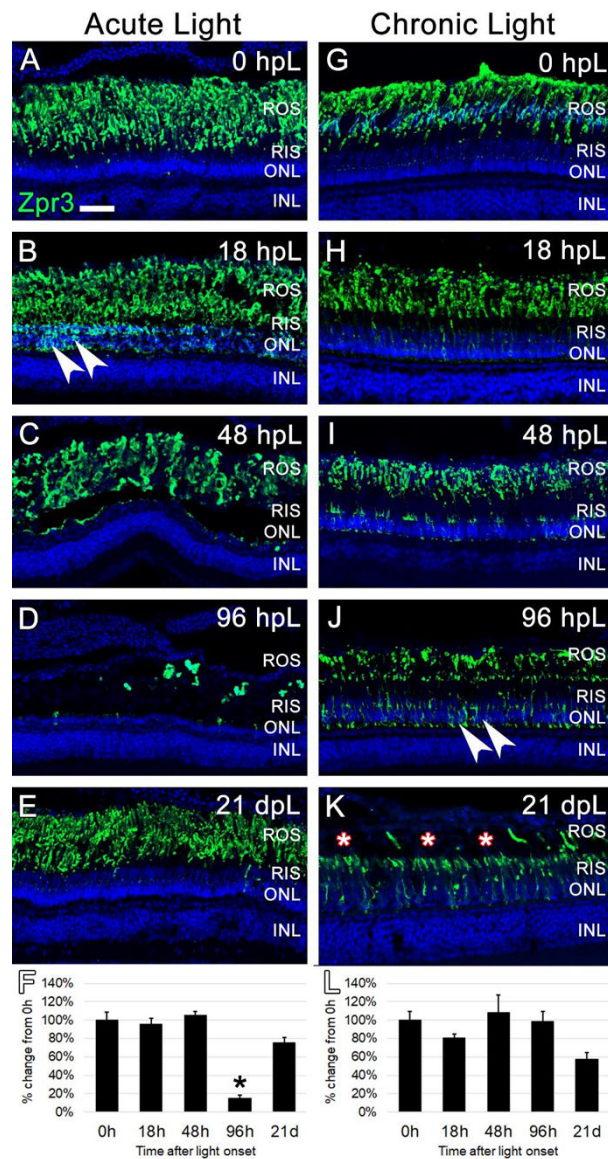 Acute Light
Chronic Light
A
0 hpL
ROS
RIS
ONL
INL
Zpr3
G
0 hpL
ROS
RIS
ONL
INL
B
18 hpL
ROS
RIS
ONL
INL
H
18 hpL
ROS
RIS
ONL
INL
C
48 hpL
ROS
RIS
ONL
INL
I
48 hpL
ROS
RIS
ONL
INL
D
96 hpL
ROS
RIS
ONL
INL
J
96 hpL
ROS
RIS
ONL
INL
E
21 dpL
ROS
RIS
ONL
INL
K
21 dpL
* * *
ROS
RIS
ONL
INL
F
% change from 0h
140%
120%
100%
80%
60%
40%
20%
0%
*
0h 18h 48h 96h 21d
Time after light onset
L
% change from 0h
140%
120%
100%
80%
60%
40%
20%
0%
0h 18h 48h 96h 21d
Time after light onset